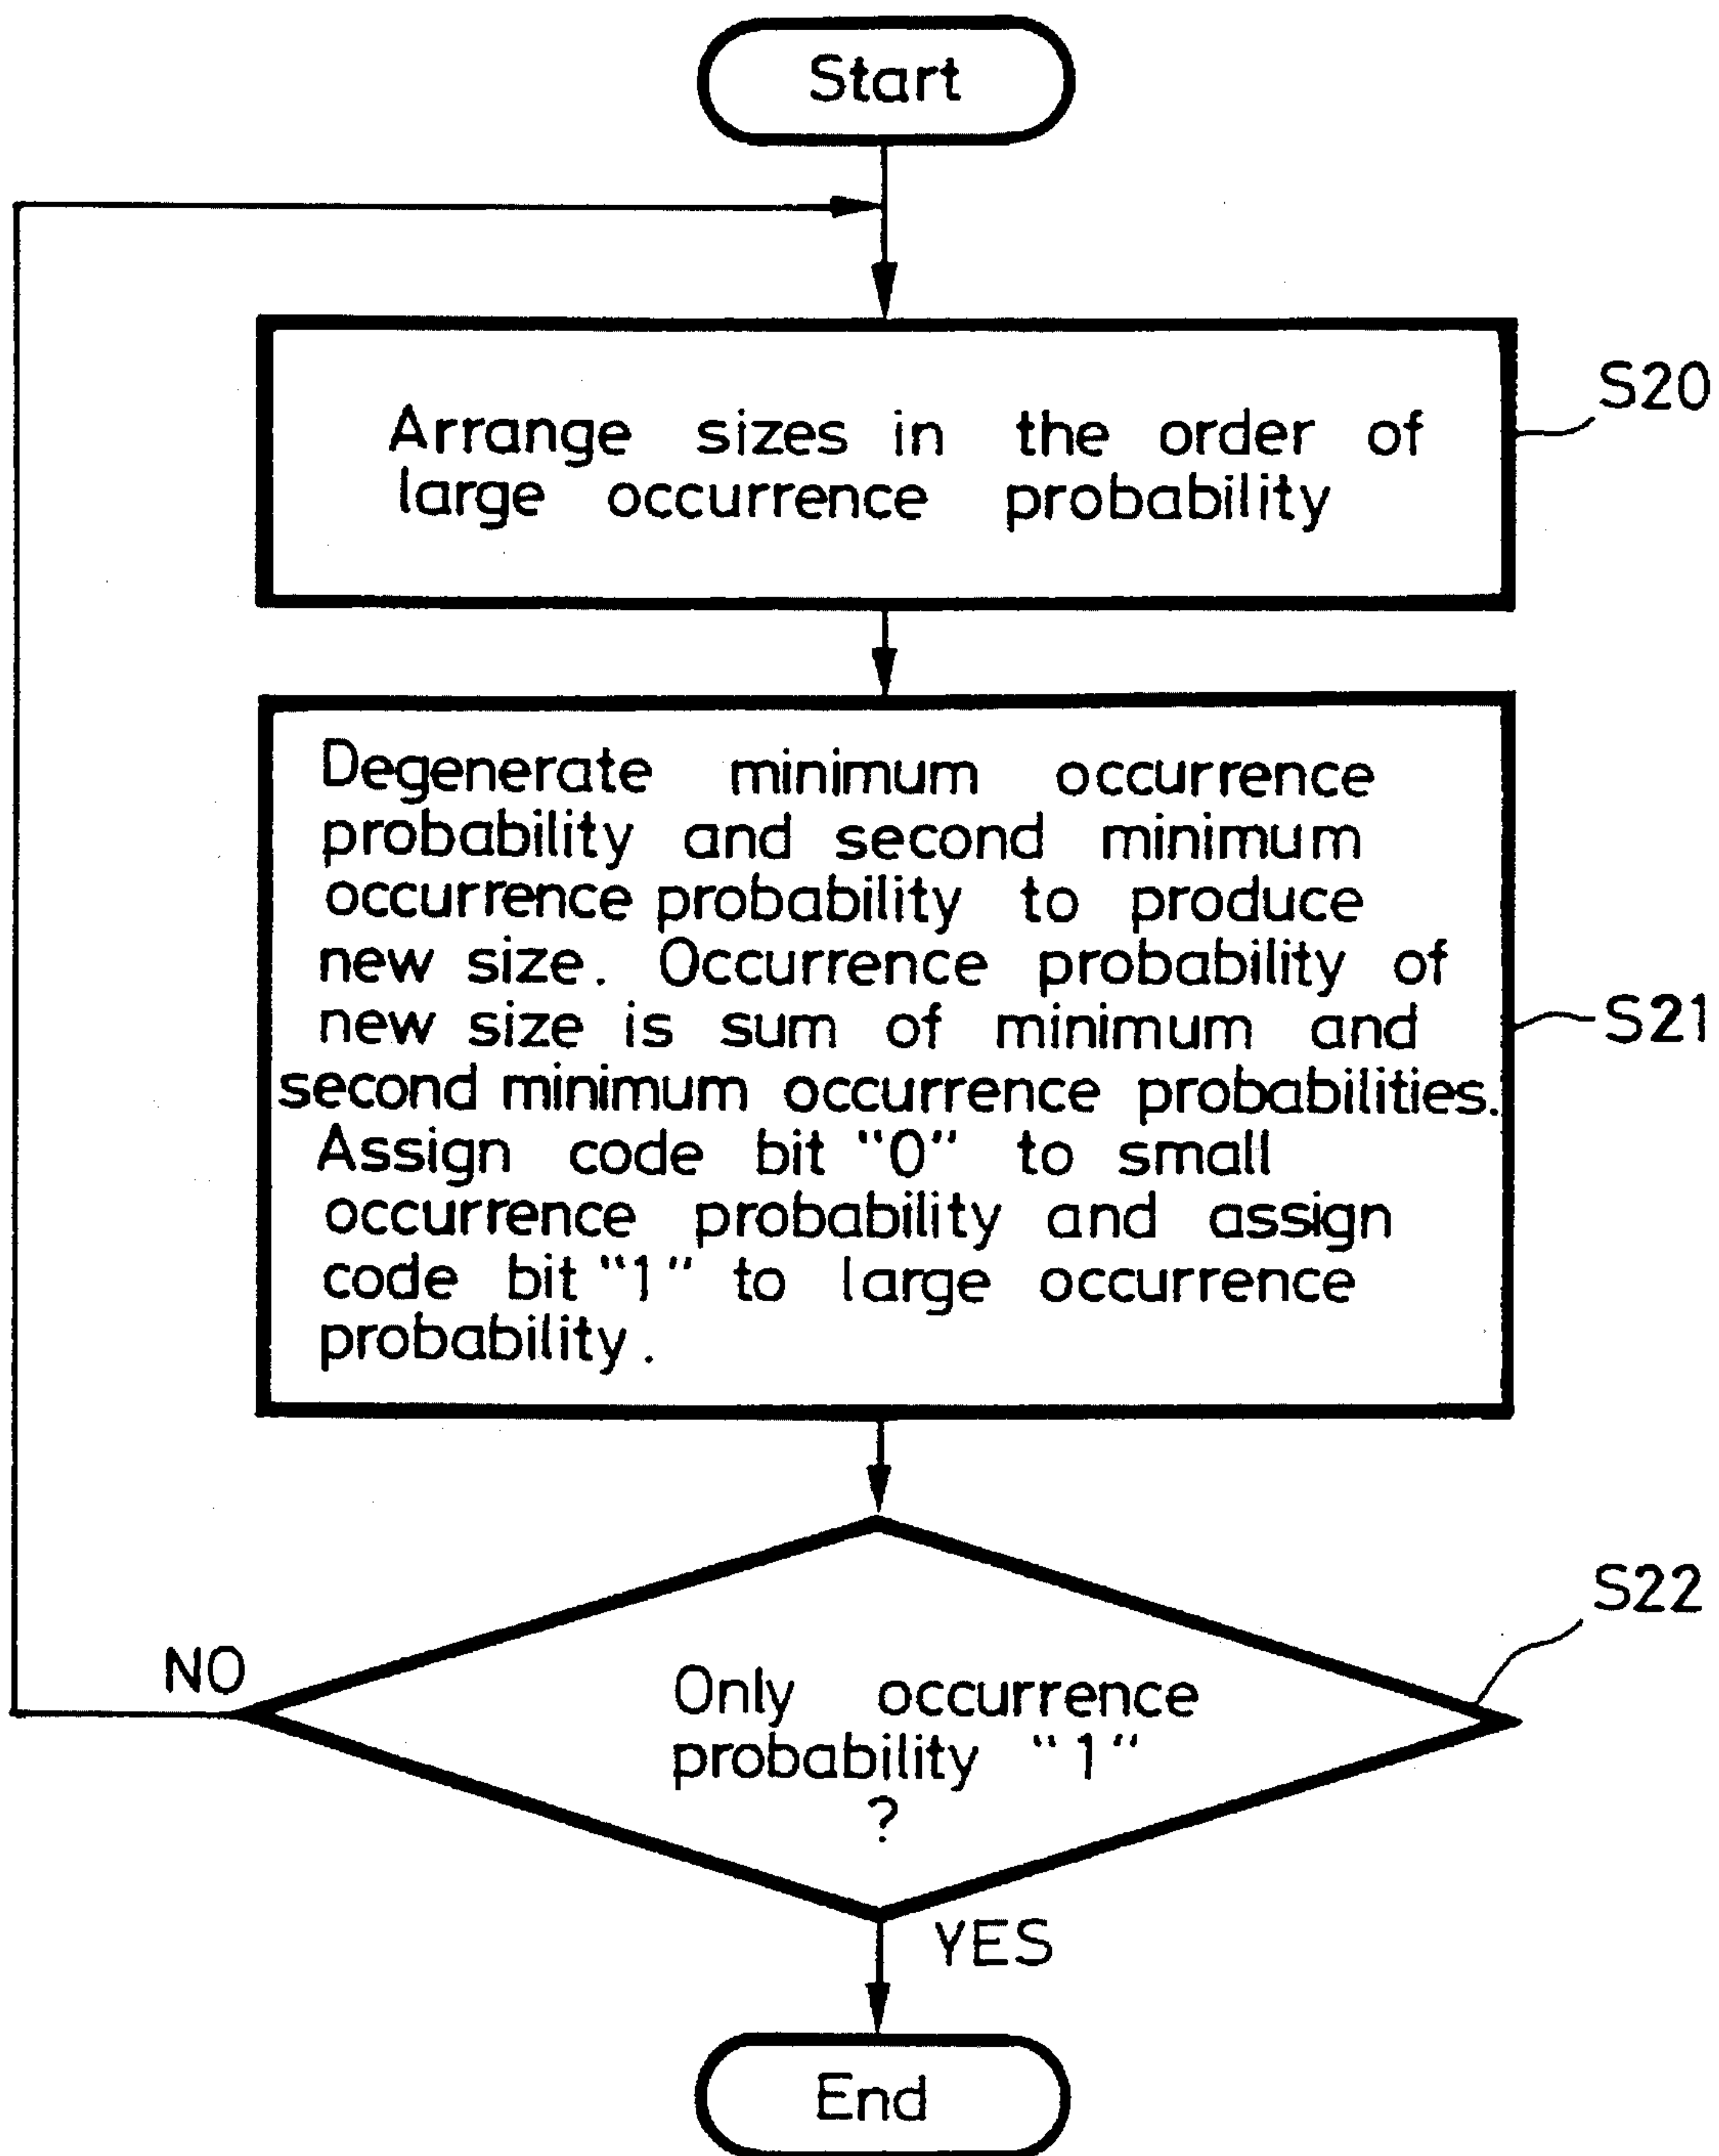 Start
Arrange sizes in the order of
large occurrence probability
S20
Degenerate minimum occurrence
probability and second minimum
occurrence probability to produce
new size. Occurrence probability of
new size is sum of minimum and
second minimum occurrence probabilities.
Assign code bit "0" to small
occurrence probability and assign
code bit "1" to large occurrence
probability.
S21
S22
NO
Only occurrence
probability "1"
?
YES
End